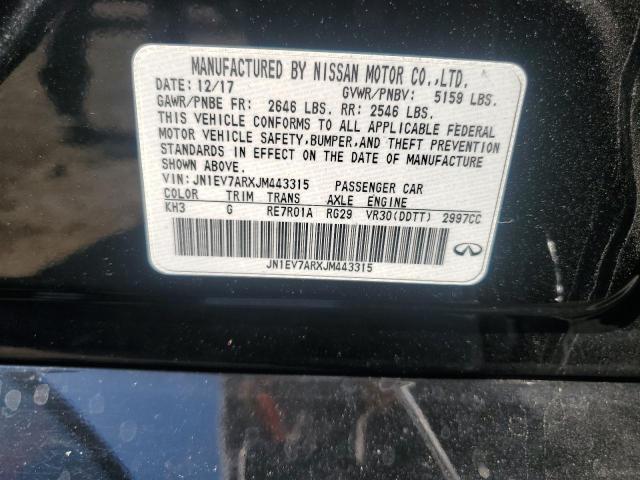 MANUFACTURED BY NISSAN MOTOR CO.,LTD.
DATE: 12/17 GVWR/PNBV: 5159 LBS.
GAWR/PNBE FR: 2646 LBS. RR: 2546 LBS.
THIS VEHICLE CONFORMS TO ALL APPLICABLE FEDERAL
MOTOR VEHICLE SAFETY,BUMPER,AND THEFT PREVENTION
STANDARDS IN EFFECT ON THE DATE OF MANUFACTURE
SHOWN ABOVE.
VIN: JN1EV7ARXJM443315 PASSENGER CAR
COLOR TRIM TRANS AXLE ENGINE
KH3 G RE7R01A RG29 VR30(DDTT) 2997CC
JN1EV7ARXJM443315